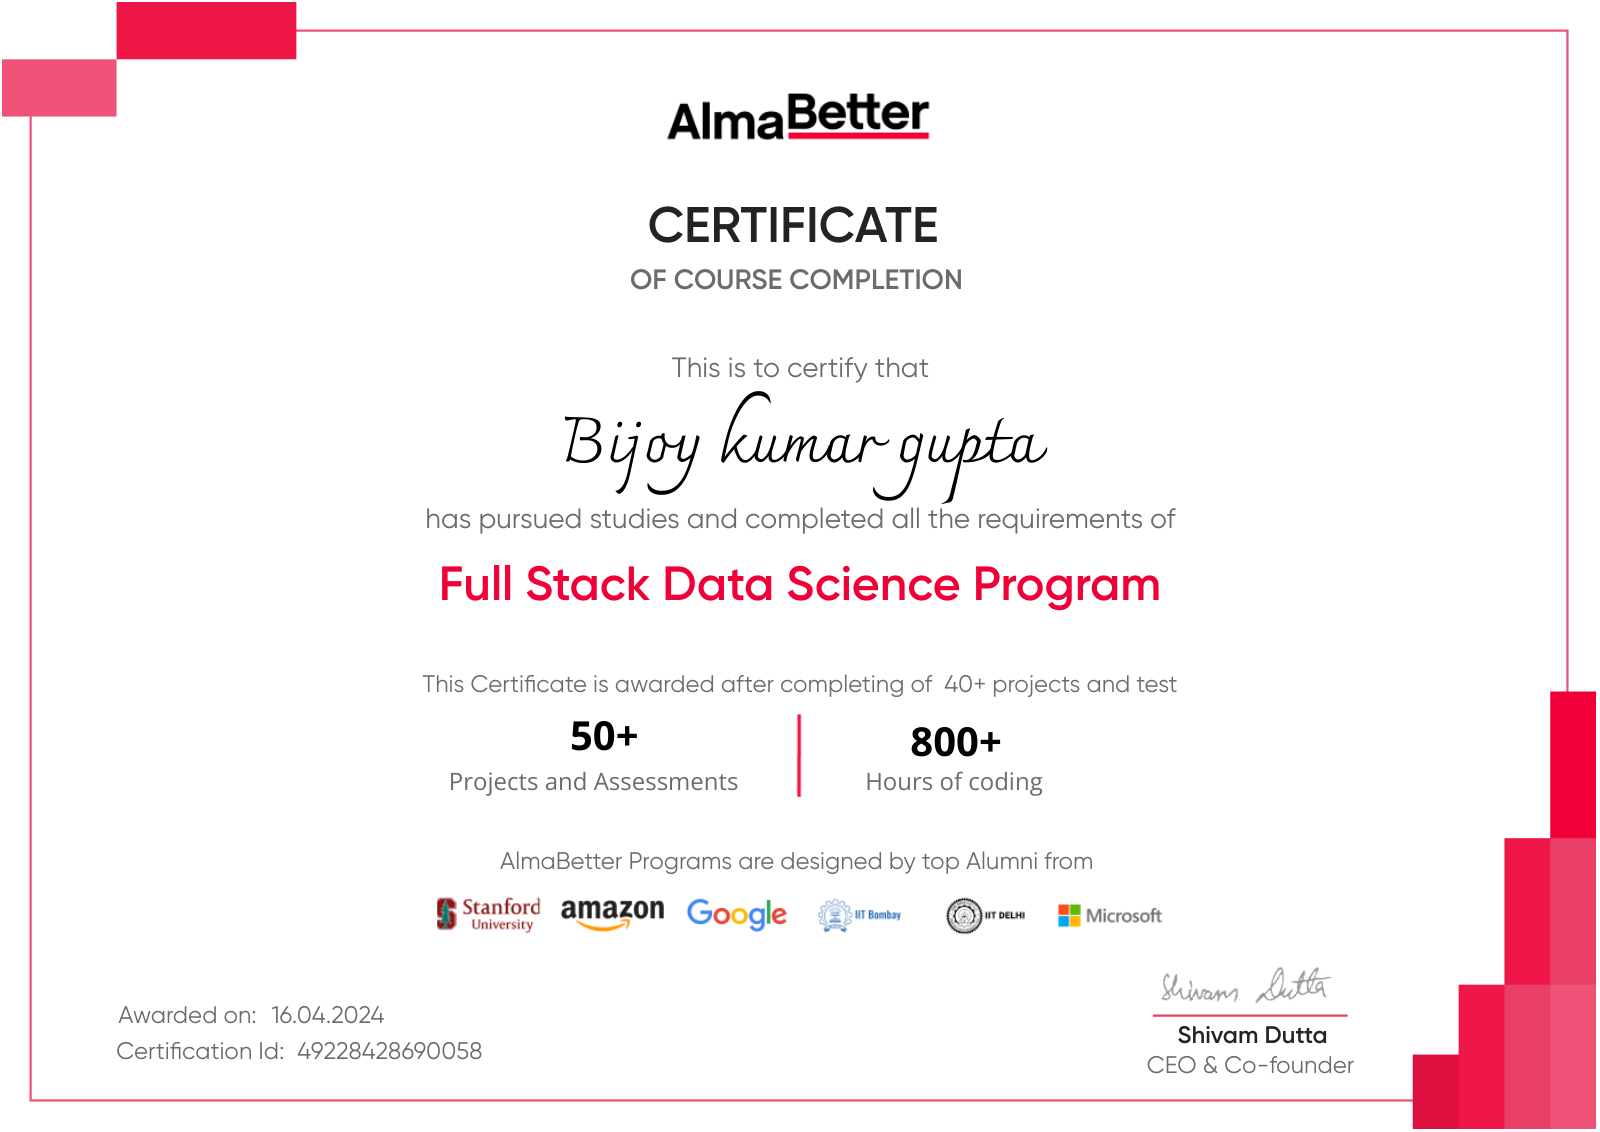 AlmaBetter
CERTIFICATE
OF COURSE COMPLETION
This is to certify that
Bijoy kumar gupta
has pursued studies and completed all the requirements of
Full Stack Data Science Program
This Certificate is awarded after completing of 40+ projects and test
50+
Projects and Assessments
800+
Hours of coding
AlmaBetter Programs are designed by top Alumni from
Stanford University
amazon
Google
IIT Bombay
IIT DELHI
Microsoft
Awarded on: 16.04.2024
Certification Id: 49228428690058
Shivam Dutta
Shivam Dutta
CEO & Co-founder